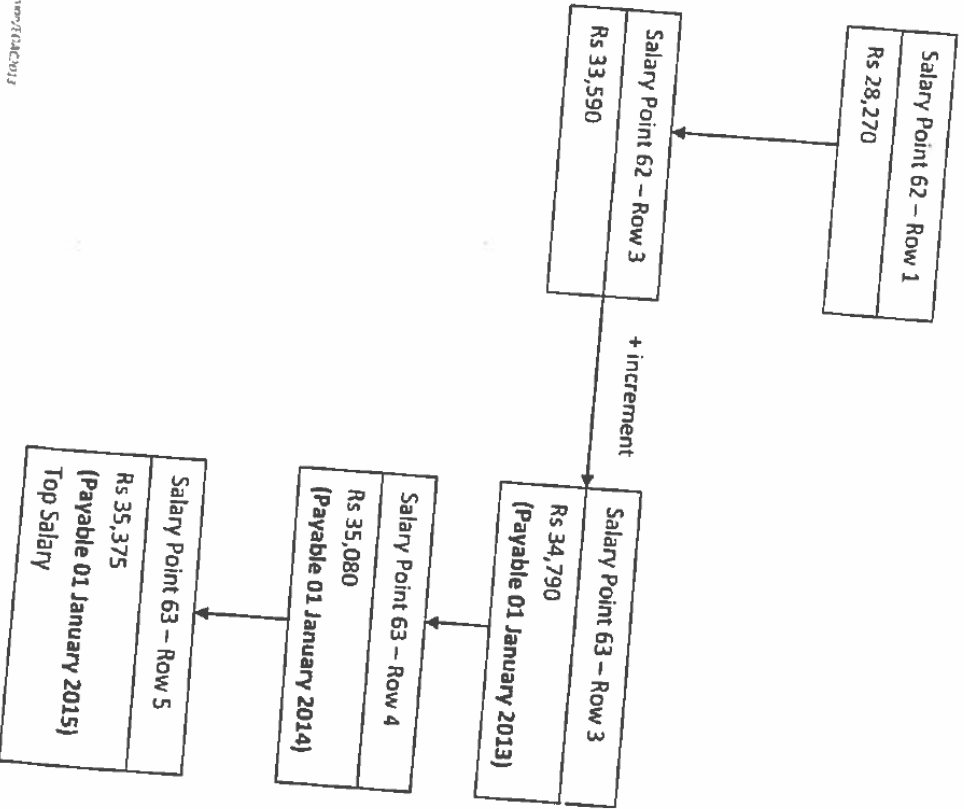 Salary Point 62 – Row 1
Rs 28,270
Salary Point 62 – Row 3
Rs 33,590
+ increment
Salary Point 63 – Row 3
Rs 34,790
(Payable 01 January 2013)
Salary Point 63 – Row 4
Rs 35,080
(Payable 01 January 2014)
Salary Point 63 – Row 5
Rs 35,375
(Payable 01 January 2015)
Top Salary